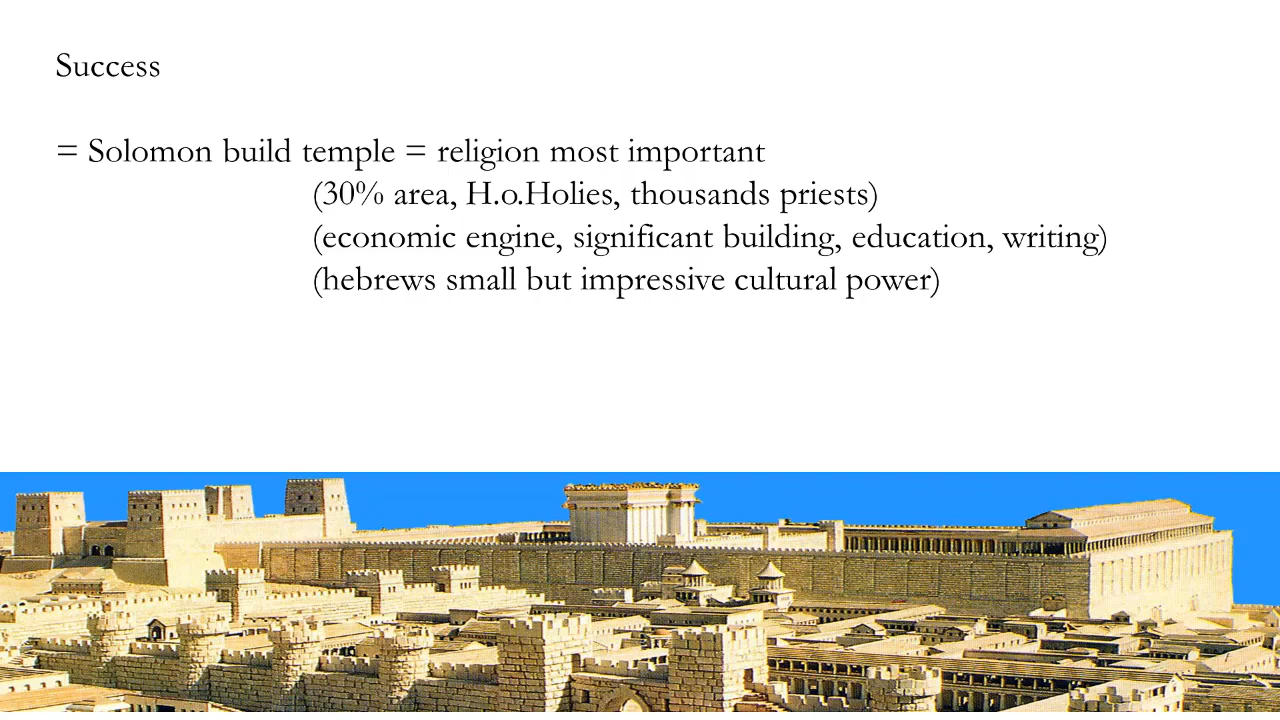 Success
= Solomon build temple = religion most important
(30% area, H.o.Holies, thousands priests)
(economic engine, significant building, education, writing)
(hebrews small but impressive cultural power)